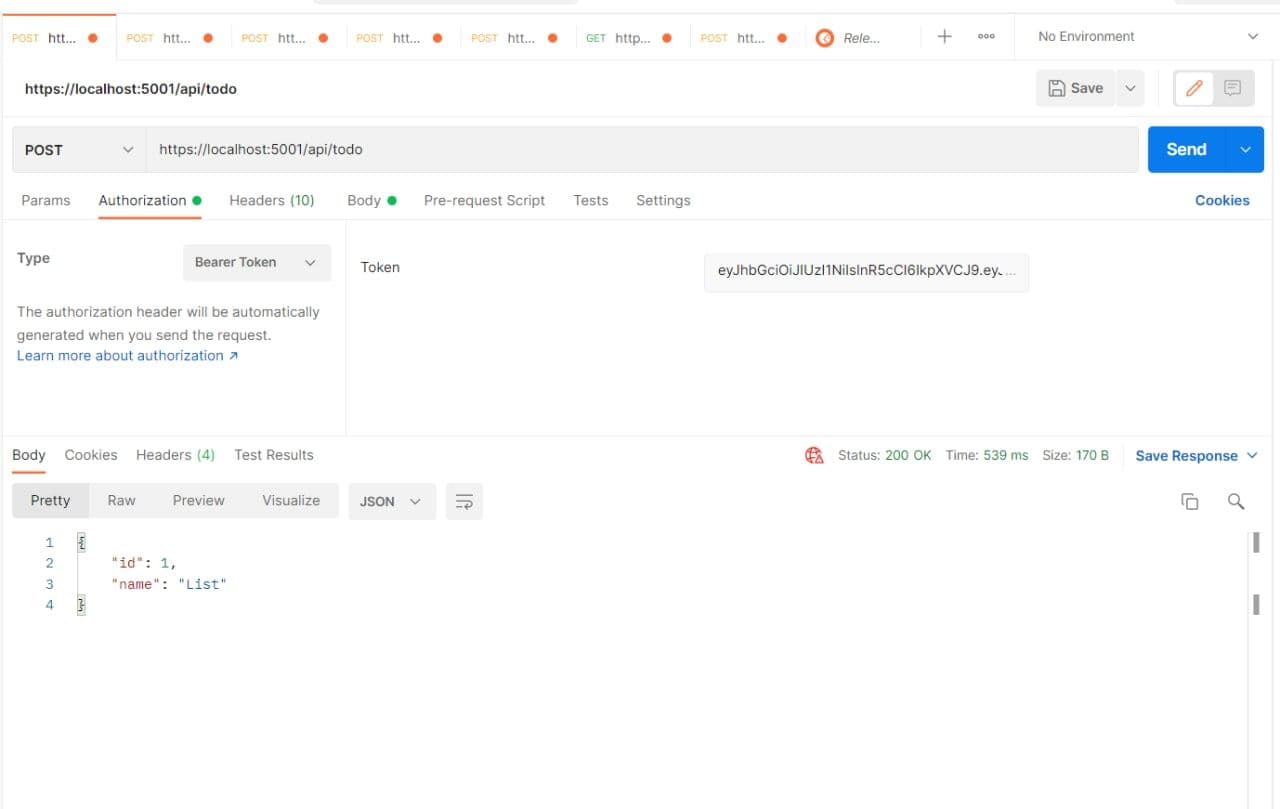 POST htt... POST htt... POST htt... POST htt... POST htt... GET http... POST htt... Rele... No Environment
https://localhost:5001/api/todo Save
POST https://localhost:5001/api/todo Send
Params Authorization Headers (10) Body Pre-request Script Tests Settings Cookies
Type Bearer Token Token eyJhbGciOiJIUzI1NiIsInR5cCI6IkpXVCJ9.eyJ...
The authorization header will be automatically
generated when you send the request.
Learn more about authorization ↗
Body Cookies Headers (4) Test Results Status: 200 OK Time: 539 ms Size: 170 B Save Response
Pretty Raw Preview Visualize JSON
1 {
2 "id": 1,
3 "name": "List"
4 }